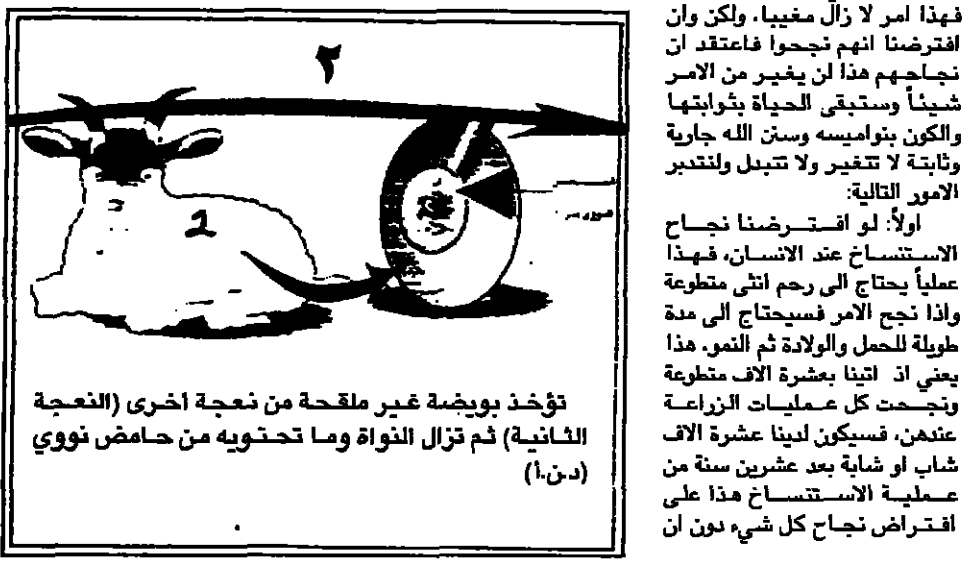 فهذا امر لا زال مغيبا. ولكن وان
افترضنا انهم نجحوا فاعتقد ان
نجاحهم هذا لن يغير من الامر
شيئاً وستبقى الحياة بثوابتها
والكون بنواميسه وسنن الله جارية
وثابتة لا تتغير ولا تتبدل ولنتدبر
الامور التالية:
اولاً: لو افترضنا نجاح
الاستنساخ عند الانسان، فهذا
عملياً يحتاج الى رحم انثى متطوعة
واذا نجح الامر فسيحتاج الى مدة
طويلة للحمل والولادة ثم النمو. هذا
يعني اذ اتينا بعشرة الاف متطوعة
ونجحت كل عمليات الزراعة
عندهن، فسيكون لدينا عشرة الاف
شاب او شابة بعد عشرين سنة من
عملية الاستنساخ هذا على
افتراض نجاح كل شيء دون ان
٢
2
تؤخذ بويضة غير ملقحة من نعجة أخرى (النعجة
الثانية) ثم تزال النواة وما تحتويه من حامض نووي
(د.ن.أ)